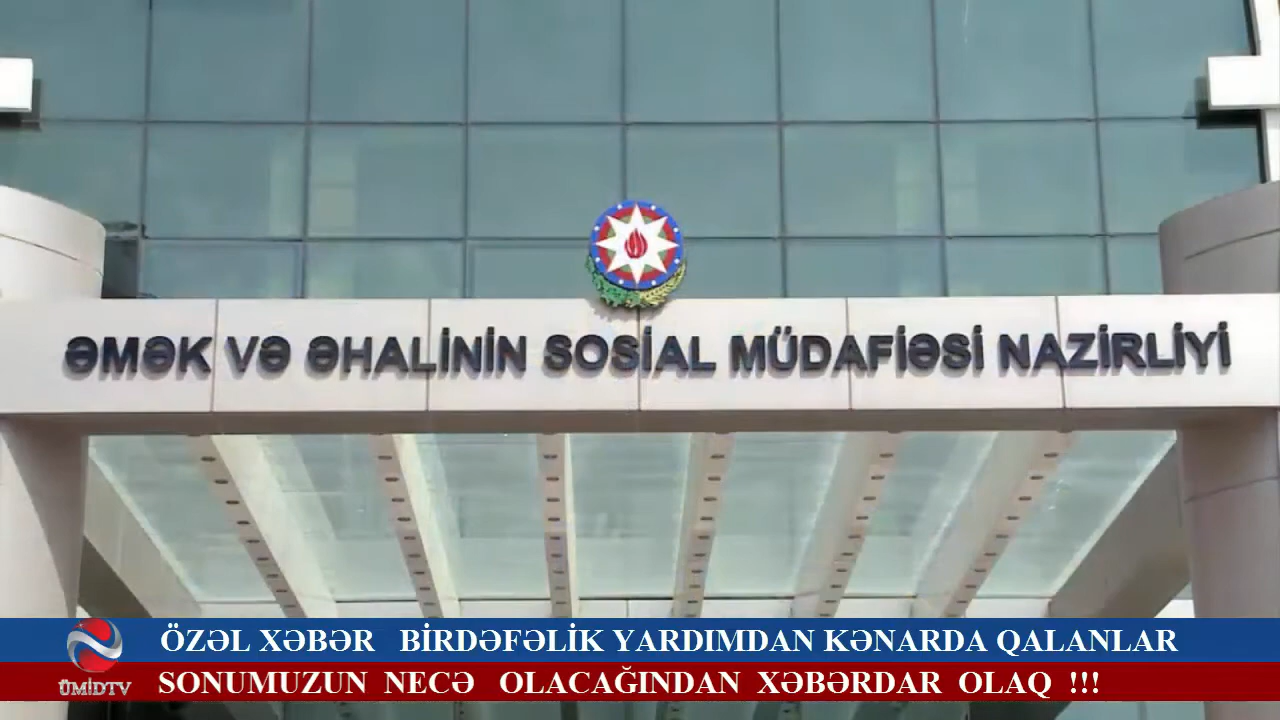 ƏMƏK VƏ ƏHALİNİN SOSİAL MÜDAFİƏSİ NAZİRLİYİ
ÖZƏL XƏBƏR BİRDƏFƏLİK YARDIMDAN KƏNARDA QALANLAR
SONUMUZUN NECƏ OLACAĞINDAN XƏBƏRDAR OLAQ !!!
ÜMİDTV